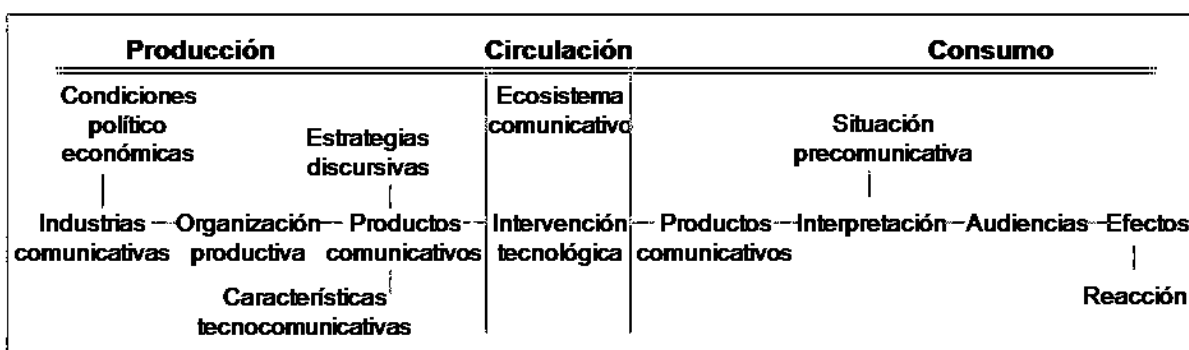 Producción Circulación Consumo
Condiciones
político
económicas
Estrategias
discursivas
Ecosistema
comunicativo
Situación
precomunicativa
Industrias
comunicativas
Organización
productiva
Productos
comunicativos
Intervención
tecnológica
Productos
comunicativos
Interpretación
Audiencias
Efectos
Características
tecnocomunicativas
Reacción